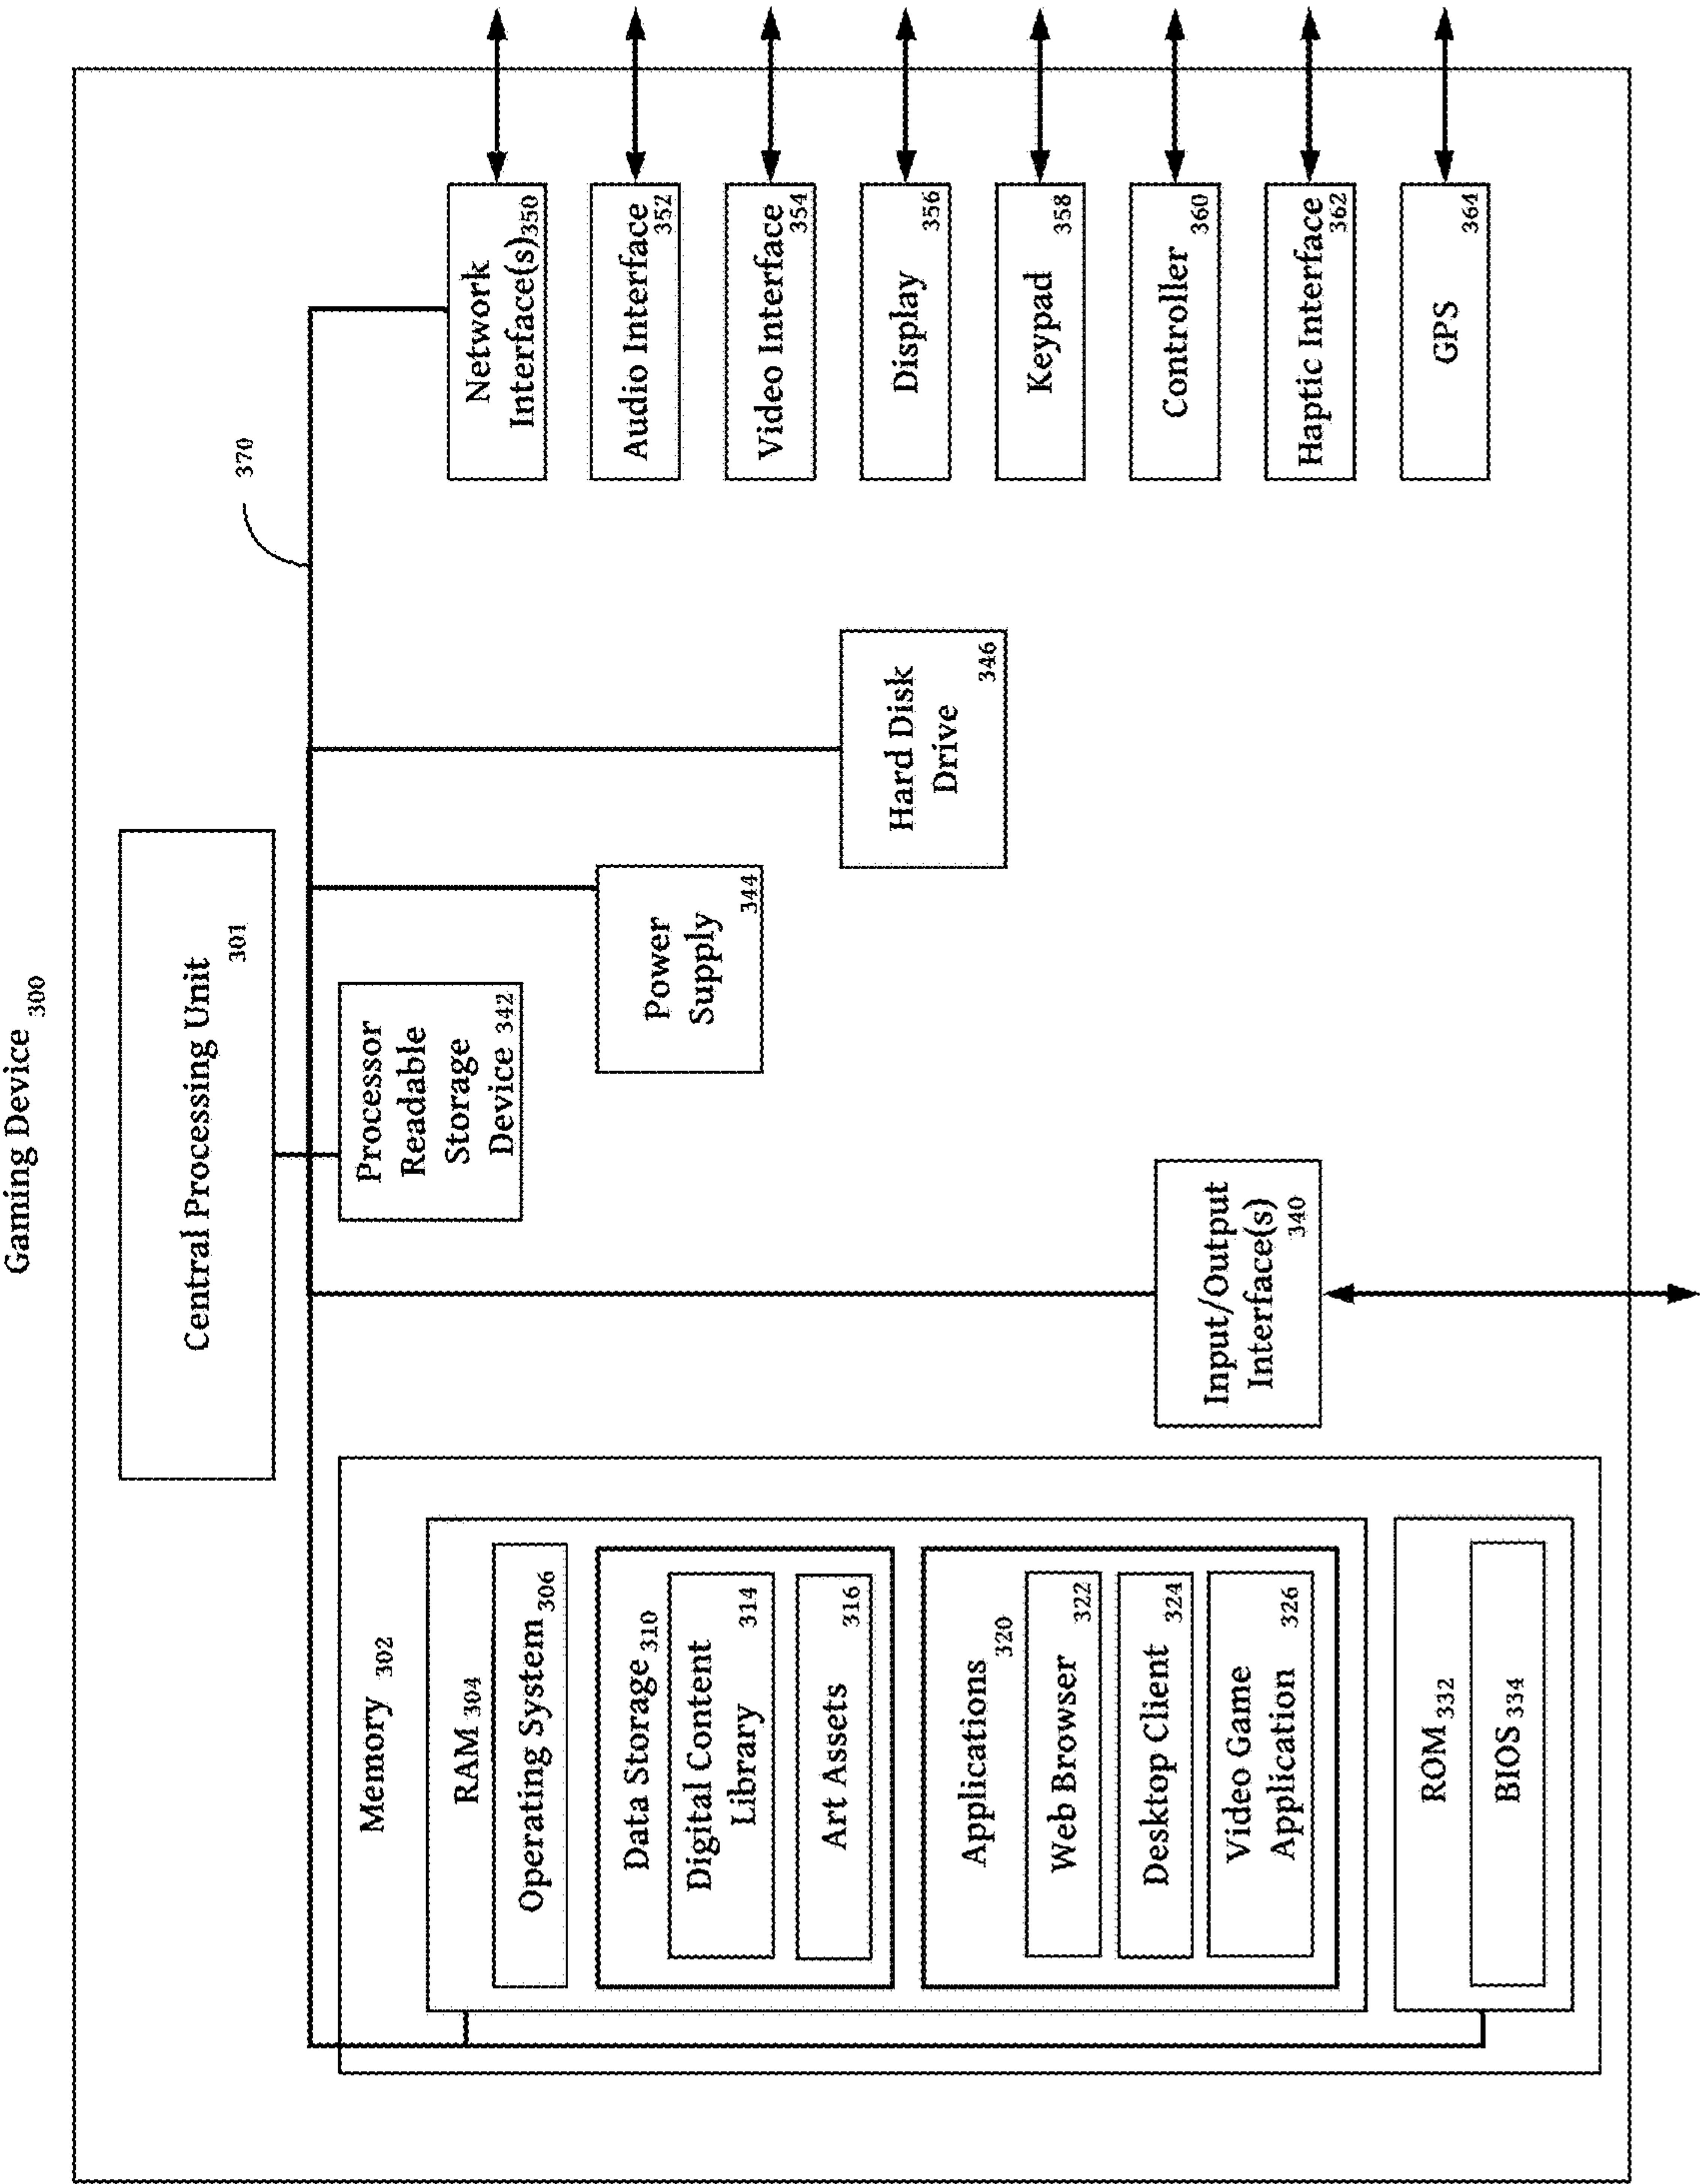 Gaming Device 300
Central Processing Unit
301
370
Memory 302
RAM 304
Operating System 306
Data Storage 310
Digital Content
Library
314
Art Assets
316
Applications
320
Web Browser
322
Desktop Client
324
Video Game
Application
326
ROM 332
BIOS 334
Input/Output
Interface(s)
340
Processor
Readable
Storage
Device 342
Power
Supply
344
Hard Disk
Drive
346
Network
Interface(s) 350
Audio Interface
352
Video Interface
354
Display
356
Keypad
358
Controller
360
Haptic Interface
362
GPS
364